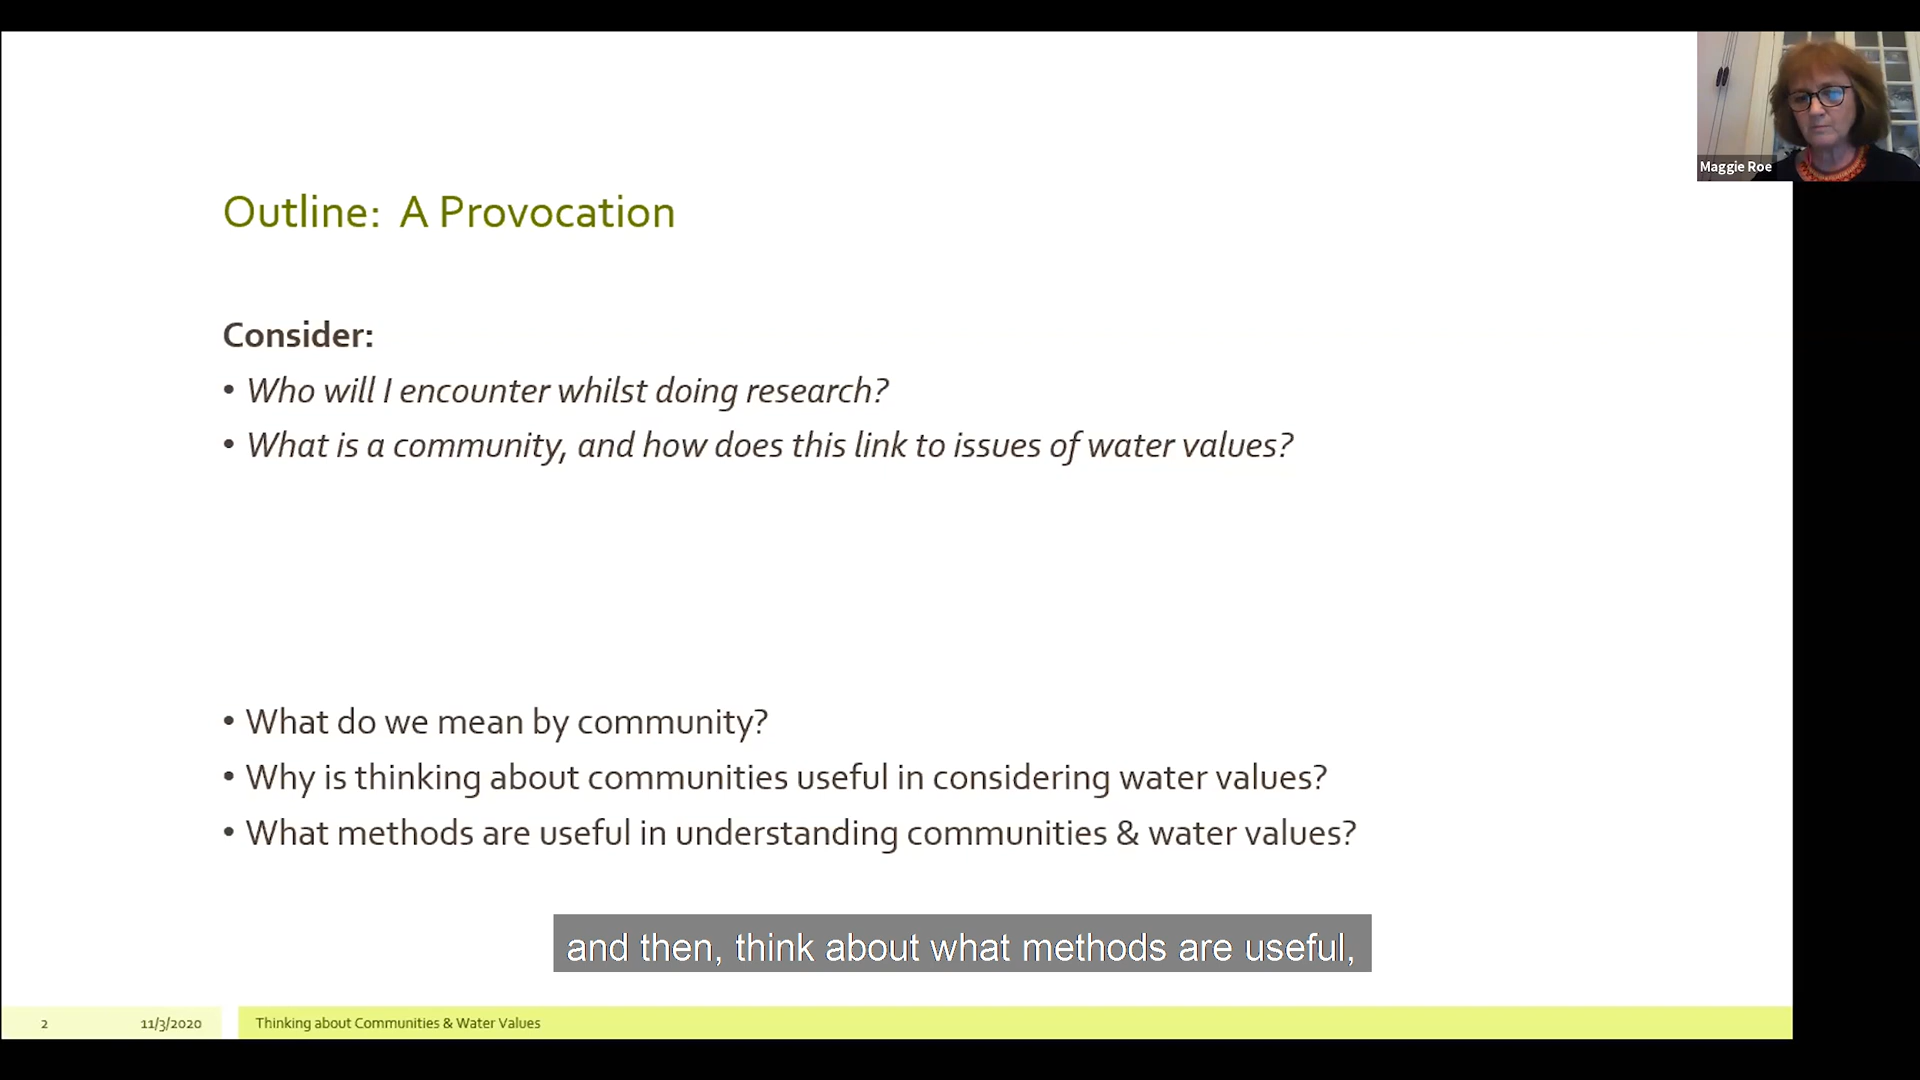 Maggie Roe
Outline: A Provocation
Consider:
• Who will I encounter whilst doing research?
• What is a community, and how does this link to issues of water values?
• What do we mean by community?
• Why is thinking about communities useful in considering water values?
• What methods are useful in understanding communities & water values?
and then, think about what methods are useful,
2 11/3/2020 Thinking about Communities & Water Values